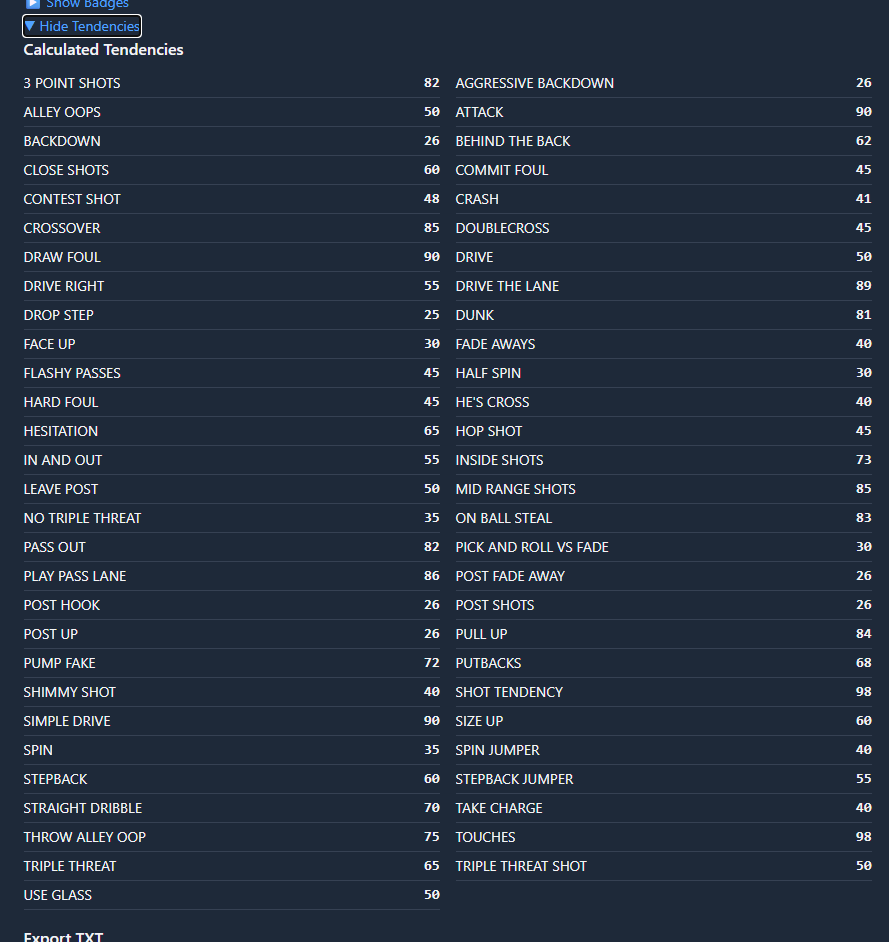 ▶ Show Badges
▼ Hide Tendencies
Calculated Tendencies
3 POINT SHOTS 82 AGGRESSIVE BACKDOWN 26
ALLEY OOPS 50 ATTACK 90
BACKDOWN 26 BEHIND THE BACK 62
CLOSE SHOTS 60 COMMIT FOUL 45
CONTEST SHOT 48 CRASH 41
CROSSOVER 85 DOUBLECROSS 45
DRAW FOUL 90 DRIVE 50
DRIVE RIGHT 55 DRIVE THE LANE 89
DROP STEP 25 DUNK 81
FACE UP 30 FADE AWAYS 40
FLASHY PASSES 45 HALF SPIN 30
HARD FOUL 45 HE'S CROSS 40
HESITATION 65 HOP SHOT 45
IN AND OUT 55 INSIDE SHOTS 73
LEAVE POST 50 MID RANGE SHOTS 85
NO TRIPLE THREAT 35 ON BALL STEAL 83
PASS OUT 82 PICK AND ROLL VS FADE 30
PLAY PASS LANE 86 POST FADE AWAY 26
POST HOOK 26 POST SHOTS 26
POST UP 26 PULL UP 84
PUMP FAKE 72 PUTBACKS 68
SHIMMY SHOT 40 SHOT TENDENCY 98
SIMPLE DRIVE 90 SIZE UP 60
SPIN 35 SPIN JUMPER 40
STEPBACK 60 STEPBACK JUMPER 55
STRAIGHT DRIBBLE 70 TAKE CHARGE 40
THROW ALLEY OOP 75 TOUCHES 98
TRIPLE THREAT 65 TRIPLE THREAT SHOT 50
USE GLASS 50
Export TXT